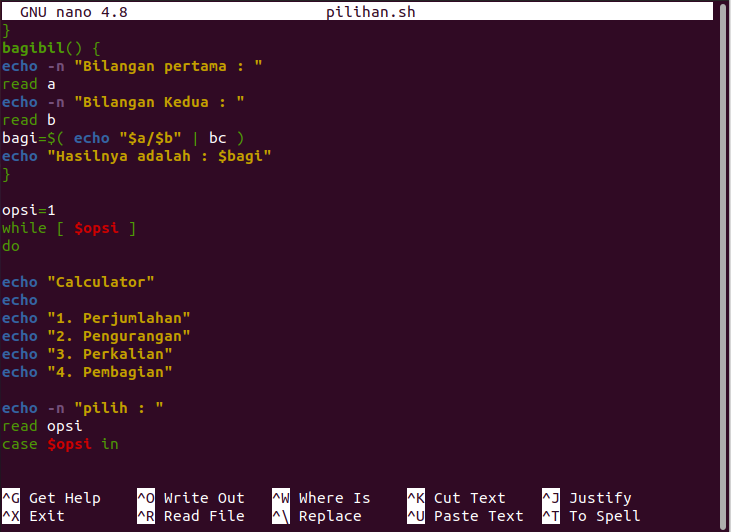 GNU nano 4.8 pilihan.sh
}
bagibil() {
echo -n "Bilangan pertama : "
read a
echo -n "Bilangan Kedua : "
read b
bagi=$( echo "$a/$b" | bc )
echo "Hasilnya adalah : $bagi"
}
opsi=1
while [ $opsi ]
do
echo "Calculator"
echo
echo "1. Perjumlahan"
echo "2. Pengurangan"
echo "3. Perkalian"
echo "4. Pembagian"
echo -n "pilih : "
read opsi
case $opsi in
^G Get Help ^O Write Out ^W Where Is ^K Cut Text ^J Justify
^X Exit ^R Read File ^\ Replace ^U Paste Text ^T To Spell